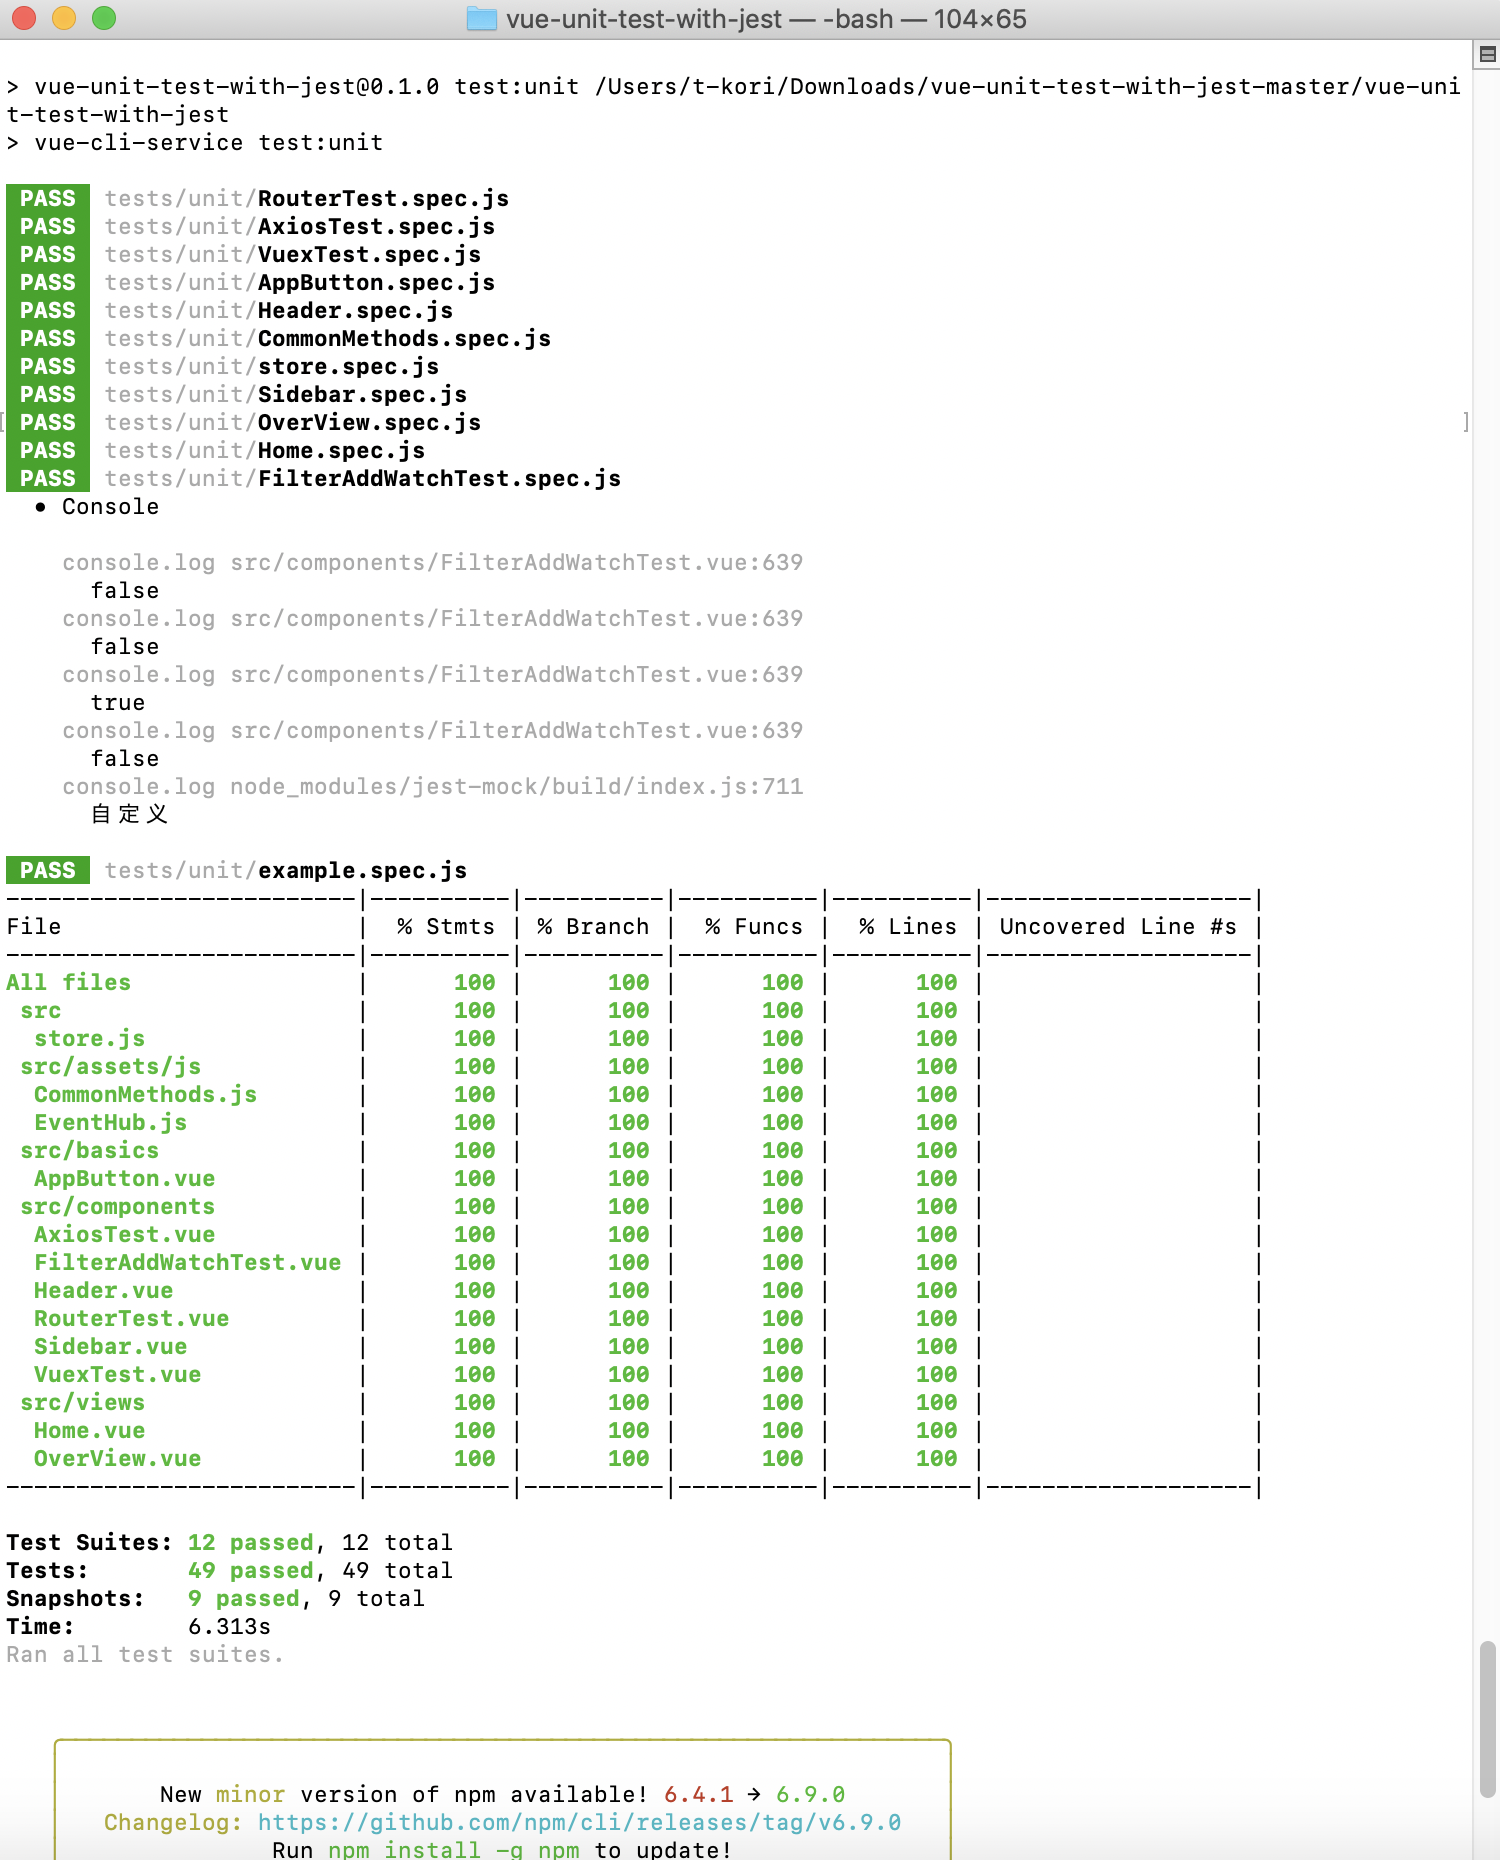 vue-unit-test-with-jest — -bash — 104×65
> vue-unit-test-with-jest@0.1.0 test:unit /Users/t-kori/Downloads/vue-unit-test-with-jest-master/vue-uni
t-test-with-jest
> vue-cli-service test:unit
PASS tests/unit/RouterTest.spec.js
PASS tests/unit/AxiosTest.spec.js
PASS tests/unit/VuexTest.spec.js
PASS tests/unit/AppButton.spec.js
PASS tests/unit/Header.spec.js
PASS tests/unit/CommonMethods.spec.js
PASS tests/unit/store.spec.js
PASS tests/unit/Sidebar.spec.js
[ PASS tests/unit/OverView.spec.js ]
PASS tests/unit/Home.spec.js
PASS tests/unit/FilterAddWatchTest.spec.js
● Console
console.log src/components/FilterAddWatchTest.vue:639
false
console.log src/components/FilterAddWatchTest.vue:639
false
console.log src/components/FilterAddWatchTest.vue:639
true
console.log src/components/FilterAddWatchTest.vue:639
false
console.log node_modules/jest-mock/build/index.js:711
自定义
PASS tests/unit/example.spec.js
-------------------------|----------|----------|----------|----------|-------------------|
File                     |  % Stmts | % Branch |  % Funcs |  % Lines | Uncovered Line #s |
-------------------------|----------|----------|----------|----------|-------------------|
All files                |      100 |      100 |      100 |      100 |                   |
src                      |      100 |      100 |      100 |      100 |                   |
store.js                 |      100 |      100 |      100 |      100 |                   |
src/assets/js            |      100 |      100 |      100 |      100 |                   |
CommonMethods.js         |      100 |      100 |      100 |      100 |                   |
EventHub.js              |      100 |      100 |      100 |      100 |                   |
src/basics               |      100 |      100 |      100 |      100 |                   |
AppButton.vue            |      100 |      100 |      100 |      100 |                   |
src/components           |      100 |      100 |      100 |      100 |                   |
AxiosTest.vue            |      100 |      100 |      100 |      100 |                   |
FilterAddWatchTest.vue   |      100 |      100 |      100 |      100 |                   |
Header.vue               |      100 |      100 |      100 |      100 |                   |
RouterTest.vue           |      100 |      100 |      100 |      100 |                   |
Sidebar.vue              |      100 |      100 |      100 |      100 |                   |
VuexTest.vue             |      100 |      100 |      100 |      100 |                   |
src/views                |      100 |      100 |      100 |      100 |                   |
Home.vue                 |      100 |      100 |      100 |      100 |                   |
OverView.vue             |      100 |      100 |      100 |      100 |                   |
-------------------------|----------|----------|----------|----------|-------------------|
Test Suites: 12 passed, 12 total
Tests:       49 passed, 49 total
Snapshots:   9 passed, 9 total
Time:        6.313s
Ran all test suites.
New minor version of npm available! 6.4.1 → 6.9.0
Changelog: https://github.com/npm/cli/releases/tag/v6.9.0
Run npm install -g npm to update!